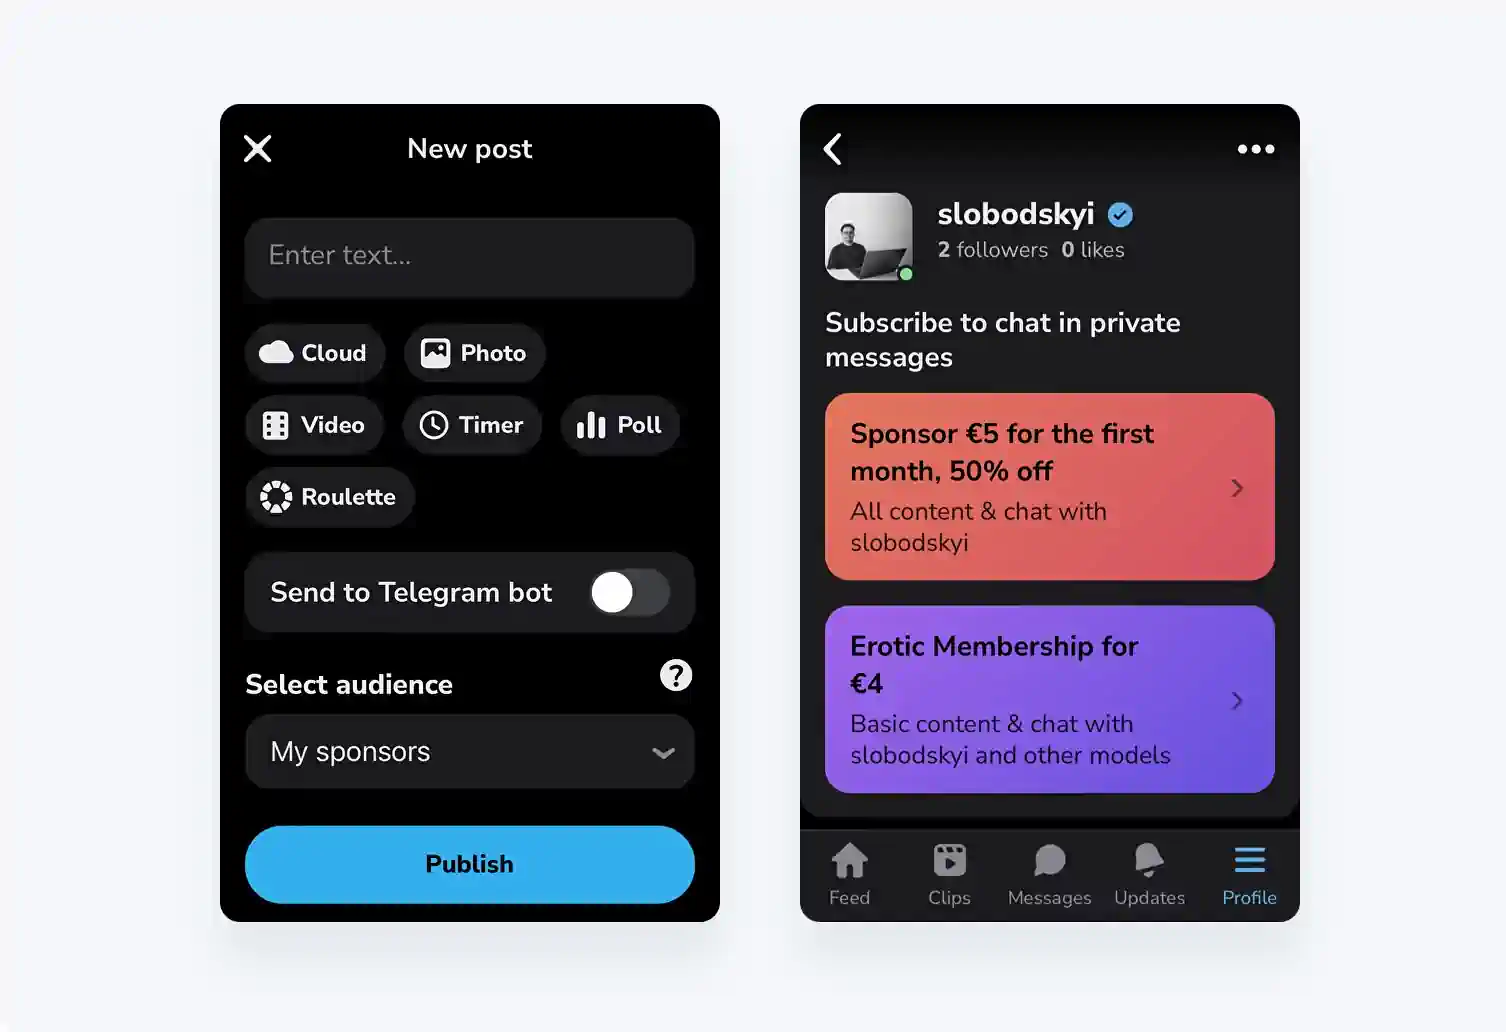 New post
Enter text...
Cloud
Photo
Video
Timer
Poll
Roulette
Send to Telegram bot
Select audience
?
My sponsors
Publish
slobodskyi
2 followers 0 likes
Subscribe to chat in private
messages
Sponsor €5 for the first
month, 50% off
All content & chat with
slobodskyi
Erotic Membership for
€4
Basic content & chat with
slobodskyi and other models
Feed
Clips
Messages
Updates
Profile